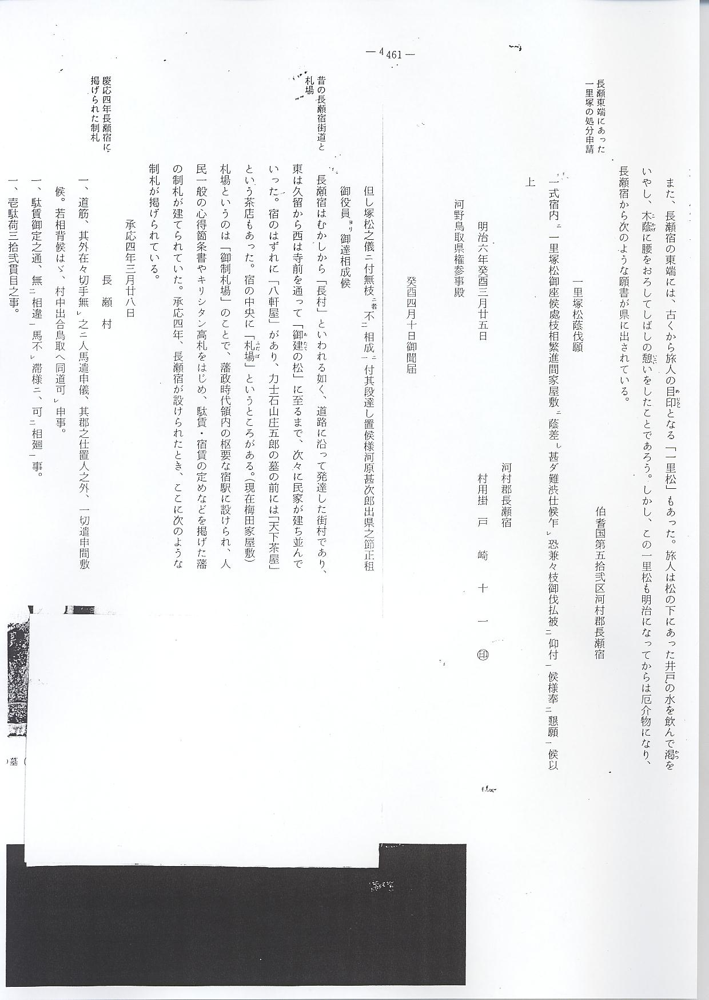 — 4
461 —
長瀬東端にあった
一里塚の処分申請
また、長瀬宿の東端には、古くから旅人の目印となる「一里松」もあった。旅人は松の下にあった井戸の水を飲んで渇を
いやし、木蔭に腰をおろしてしばしの憩いをしたことであろう。しかし、この一里松も明治になってからは厄介物になり、
長瀬宿から次のような願書が県に出されている。
伯耆国第五拾弐区河村郡長瀬宿
一里塚松蔭伐願
一式宿内ニ一里塚松御座候處枝相繁進間家屋敷ニ蔭差レ甚ダ難渋仕候乍レ恐兼々枝御伐払被ニ仰付一候様奉ニ懇願一候以
上
河村郡長瀬宿
明治六年癸酉三月廿五日 村用掛 戸崎十一㊞
河野鳥取県権参事殿
癸酉四月十日御聞届
但し塚松之儀ニ付無枝ニ者不ニ相成一ニ付其段達し置候様河原甚次郎出県之節正租
御役員ヨリ御達相成候
昔の長瀬宿街道と
札場
長瀬宿はむかしから「長村」といわれる如く、道路に沿って発達した街村であり、
東は久留から西は寺前を通って「御建の松」に至るまで、次々に民家が建ち並んで
いった。宿のはずれに「八軒屋」があり、力士石山庄五郎の墓の前には「天下茶屋」
という茶店もあった。宿の中央に「札場」というところがある。(現在梅田家屋敷)
札場というのは「御制札場」のことで、藩政時代領内の枢要な宿駅に設けられ、人
民一般の心得箇条書やキリシタン高札をはじめ、駄賃・宿賃の定めなどを掲げた藩
の制札が建てられていた。承応四年、長瀬宿が設けられたとき、ここに次のような
制札が掲げられている。
慶応四年長瀬宿に
掲げられた制札
承応四年三月廿八日
長瀬村
一、道筋、其外在々切手無レ之ニ人馬遣申儀、其郡之仕置人之外、一切遣申間敷
候。若相背候はゞ、村中出合鳥取へ同道可レ申事。
一、駄賃御定之通、無ニ相違一馬不レ滞様ニ、可ニ相廻一事。
一、壱駄荷三拾弐貫目之事。
墓(